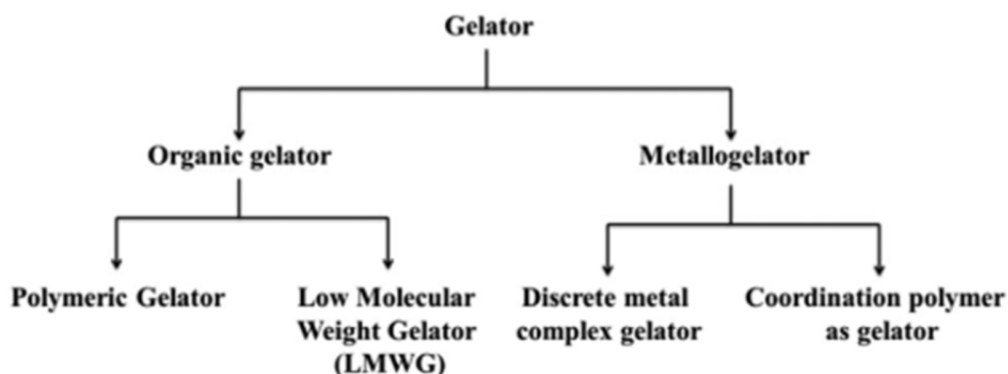 Gelator
Organic gelator
Metallogelator
Polymeric Gelator
Low Molecular
Weight Gelator
(LMWG)
Discrete metal
complex gelator
Coordination polymer
as gelator